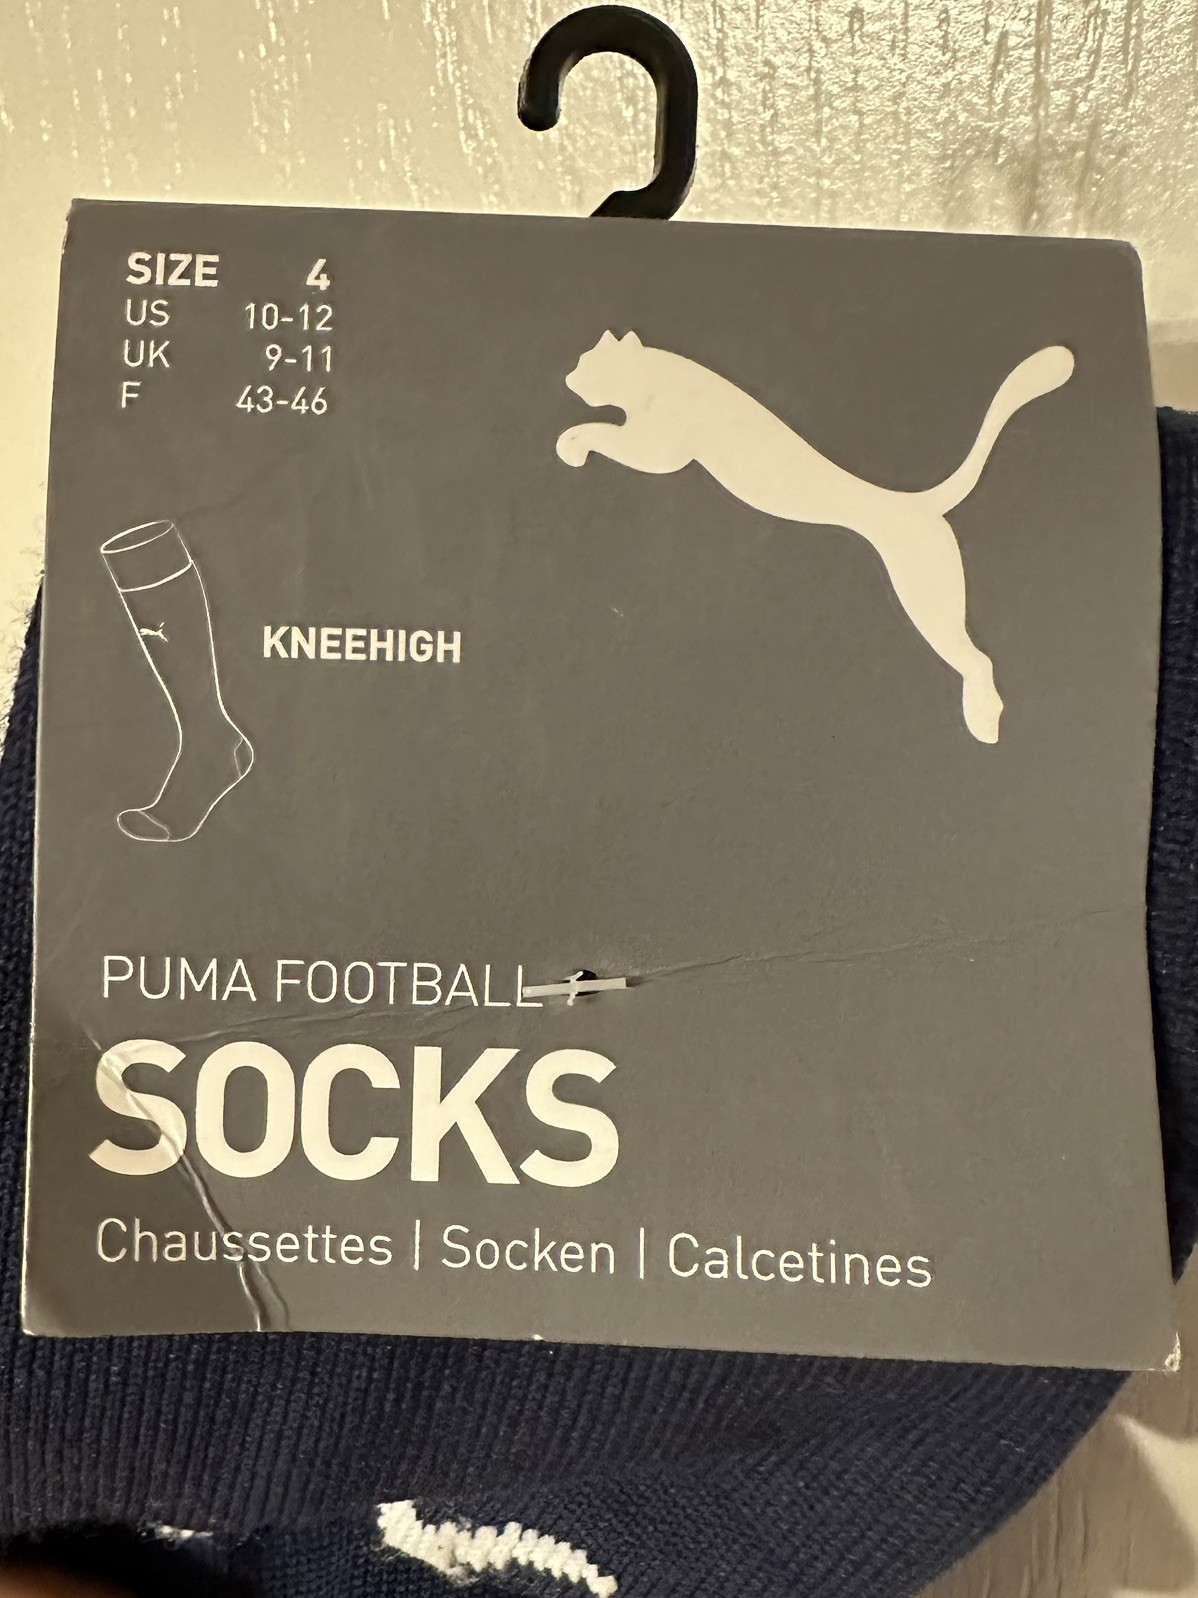 SIZE 4
US 10-12
UK 9-11
F 43-46
KNEEHIGH
PUMA FOOTBALL
SOCKS
Chaussettes | Socken | Calcetines